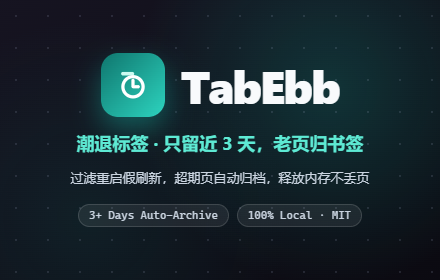 TabEbb
潮退标签 · 只留近 3 天，老页归书签
过滤重启假刷新，超期页自动归档，释放内存不丢页
3+ Days Auto-Archive
100% Local · MIT